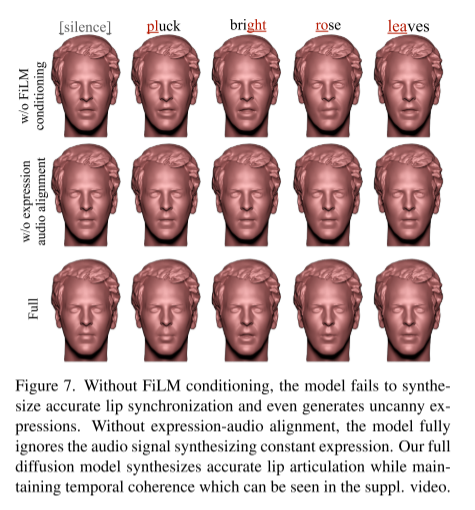 [silence] pluck bright rose leaves
w/o FiLM
conditioning
w/o expression
audio alignment
Full
Figure 7. Without FiLM conditioning, the model fails to synthe-
size accurate lip synchronization and even generates uncanny ex-
pressions. Without expression-audio alignment, the model fully
ignores the audio signal synthesizing constant expression. Our full
diffusion model synthesizes accurate lip articulation while main-
taining temporal coherence which can be seen in the suppl. video.